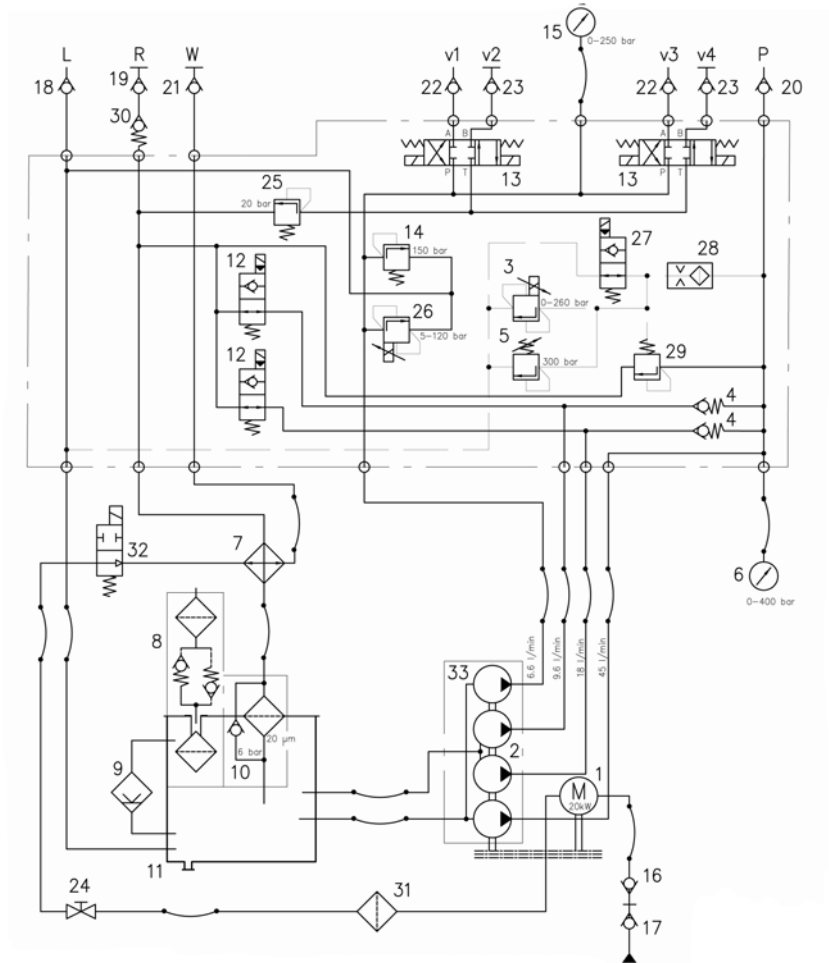 15
0-250 bar
L
R
W
v1
v2
v3
v4
P
18
19
21
22
23
22
23
20
30
A
B
A
B
P
T
P
T
13
13
25
20 bar
12
14
150 bar
27
28
3
0-260 bar
26
5-120 bar
5
300 bar
29
12
4
4
32
7
6
0-400 bar
8
6.6 l/min
9.6 l/min
18 l/min
45 l/min
33
20 µm
6 bar
10
9
2
1
M
20kW
11
24
31
16
17